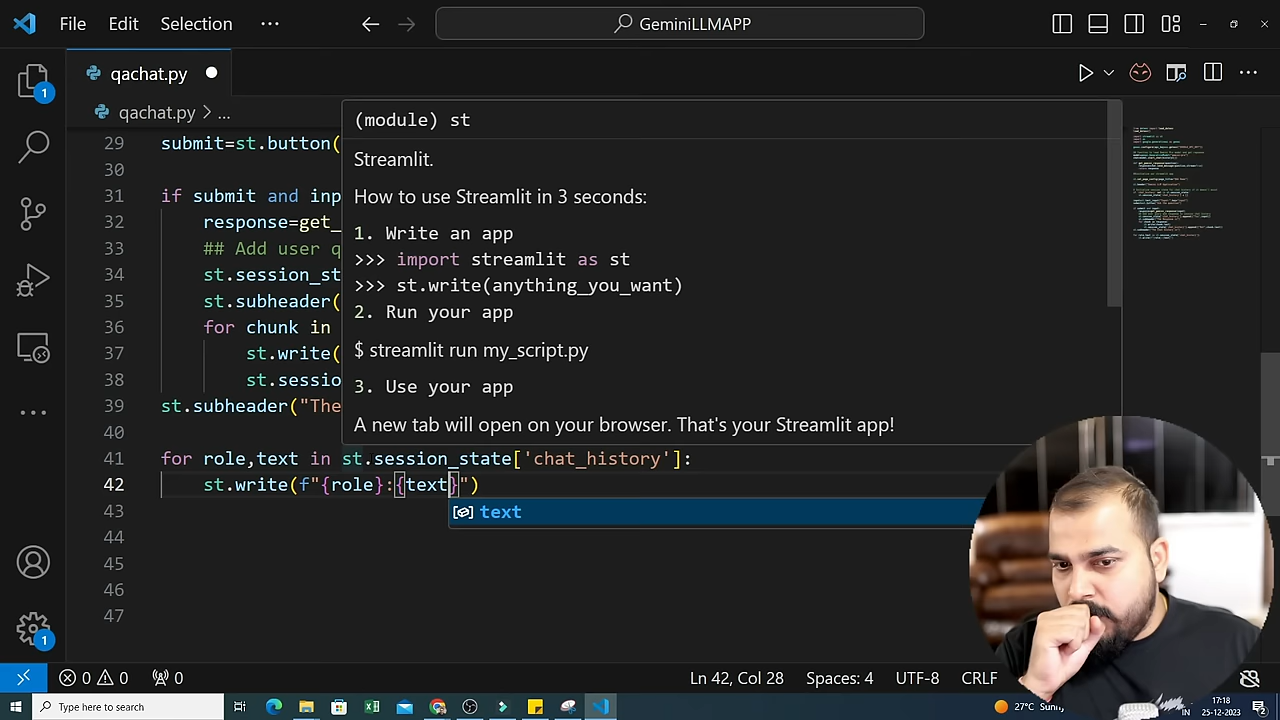 File Edit Selection ··· GeminiLLMAPP
qachat.py
1
qachat.py > ...
(module) st
Streamlit.
How to use Streamlit in 3 seconds:
1. Write an app
>>> import streamlit as st
>>> st.write(anything_you_want)
2. Run your app
$ streamlit run my_script.py
3. Use your app
A new tab will open on your browser. That's your Streamlit app!
29 submit=st.button(
30
31 if submit and inp
32 response=get_
33 ## Add user q
34 st.session_st
35 st.subheader(
36 for chunk in
37 st.write(
38 st.sessio
39 st.subheader("The
40
41 for role,text in st.session_state['chat_history']:
42 st.write(f"{role}:{text}")
text
43
44
45
46
47
1
0 0 0 Ln 42, Col 28 Spaces: 4 UTF-8 CRLF
Type here to search 27°C Sunny IN 17:18
25-12-2023